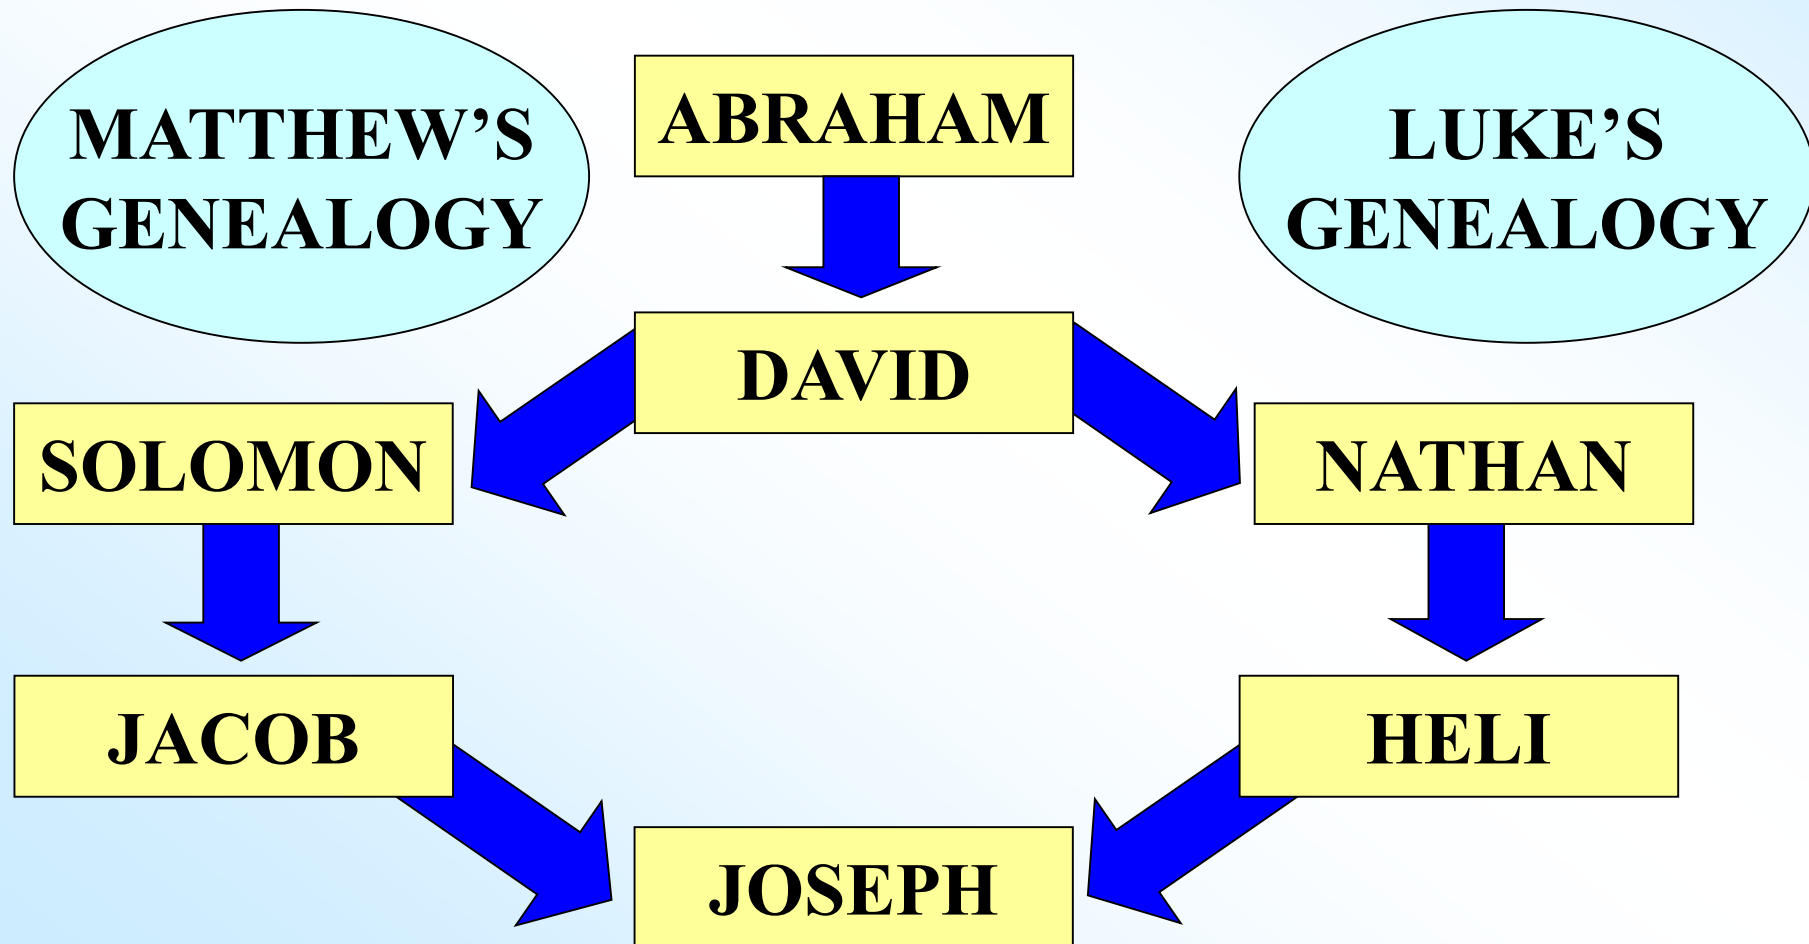 MATTHEW’S
GENEALOGY
ABRAHAM
LUKE’S
GENEALOGY
DAVID
SOLOMON
NATHAN
JACOB
HELI
JOSEPH